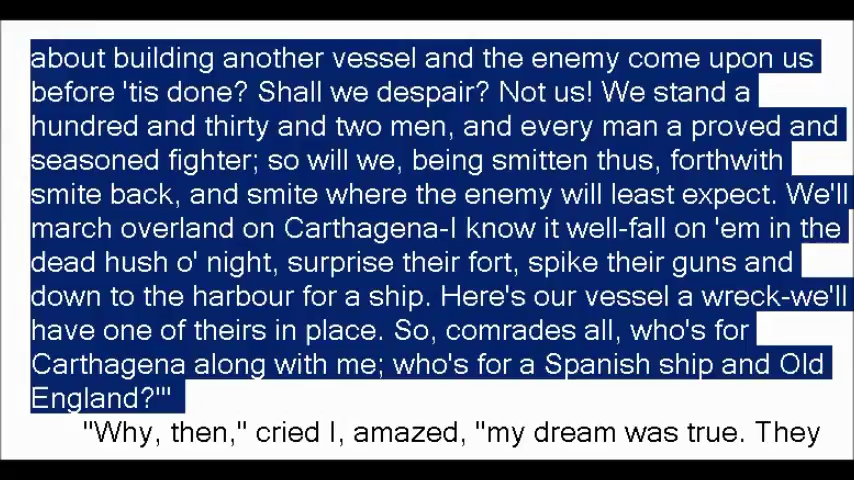 about building another vessel and the enemy come upon us
before 'tis done? Shall we despair? Not us! We stand a
hundred and thirty and two men, and every man a proved and
seasoned fighter; so will we, being smitten thus, forthwith
smite back, and smite where the enemy will least expect. We'll
march overland on Carthagena-I know it well-fall on 'em in the
dead hush o' night, surprise their fort, spike their guns and
down to the harbour for a ship. Here's our vessel a wreck-we'll
have one of theirs in place. So, comrades all, who's for
Carthagena along with me; who's for a Spanish ship and Old
England?'"
"Why, then," cried I, amazed, "my dream was true. They